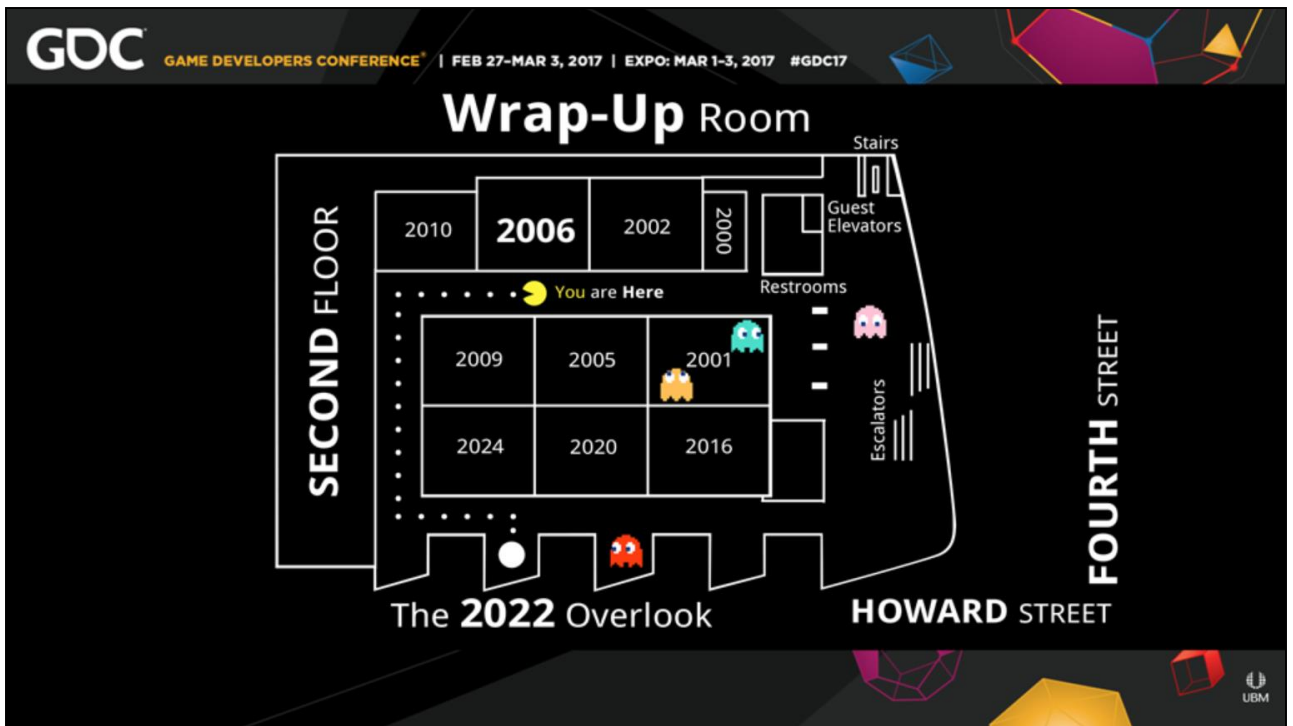 GDC GAME DEVELOPERS CONFERENCE® | FEB 27–MAR 3, 2017 | EXPO: MAR 1–3, 2017 #GDC17
Wrap-Up Room
Stairs
Guest
Elevators
2010
2006
2002
2000
Restrooms
You are Here
SECOND FLOOR
2009
2005
2001
2024
2020
2016
Escalators
FOURTH STREET
The 2022 Overlook
HOWARD STREET
UBM